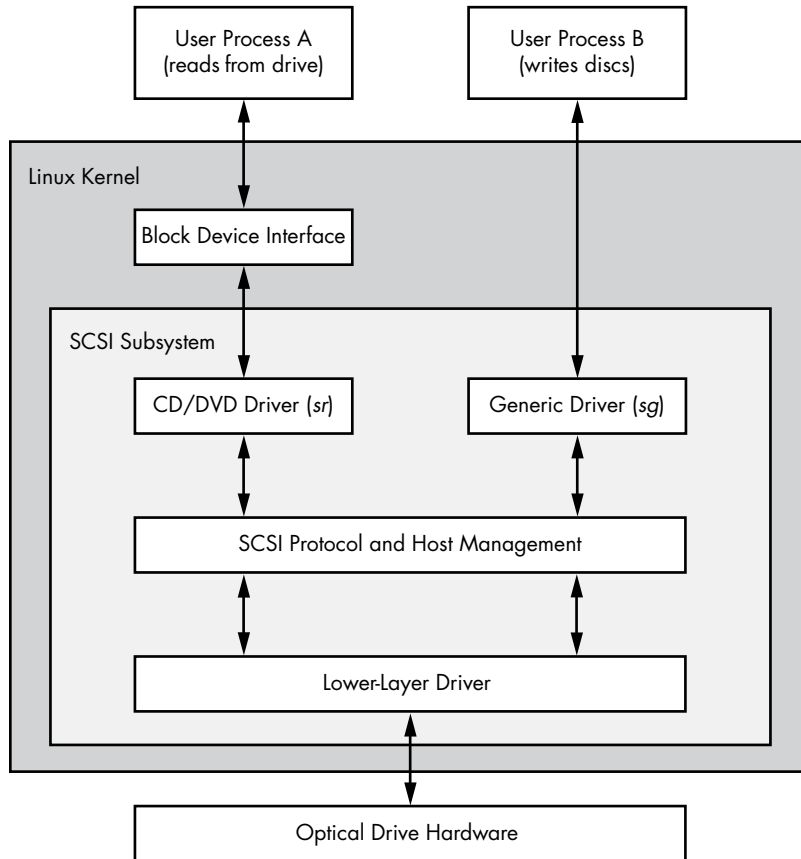 User Process A
(reads from drive)
User Process B
(writes discs)
Linux Kernel
Block Device Interface
SCSI Subsystem
CD/DVD Driver (sr)
Generic Driver (sg)
SCSI Protocol and Host Management
Lower-Layer Driver
Optical Drive Hardware